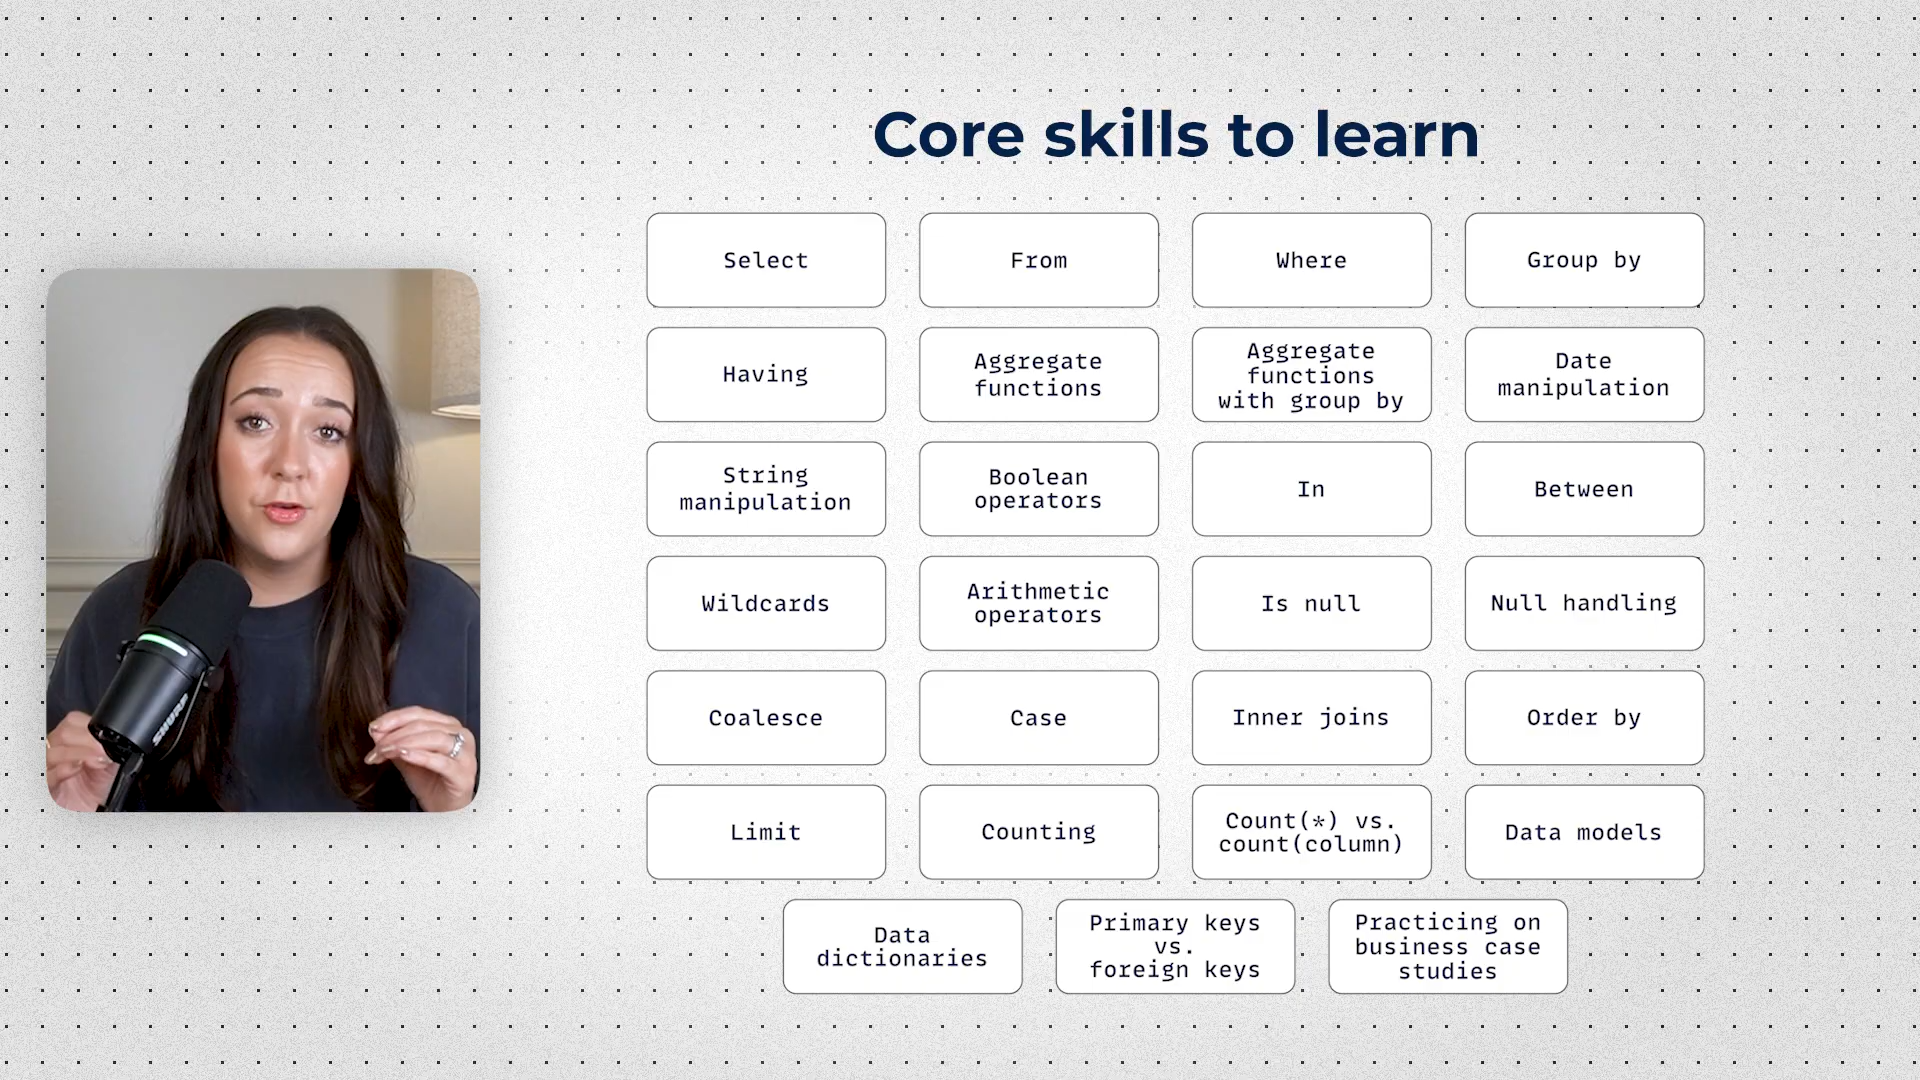 Core skills to learn
Select
From
Where
Group by
Having
Aggregate
functions
Aggregate
functions
with group by
Date
manipulation
String
manipulation
Boolean
operators
In
Between
Wildcards
Arithmetic
operators
Is null
Null handling
Coalesce
Case
Inner joins
Order by
Limit
Counting
Count(*) vs.
count(column)
Data models
Data
dictionaries
Primary keys
vs.
foreign keys
Practicing on
business case
studies
SHURE